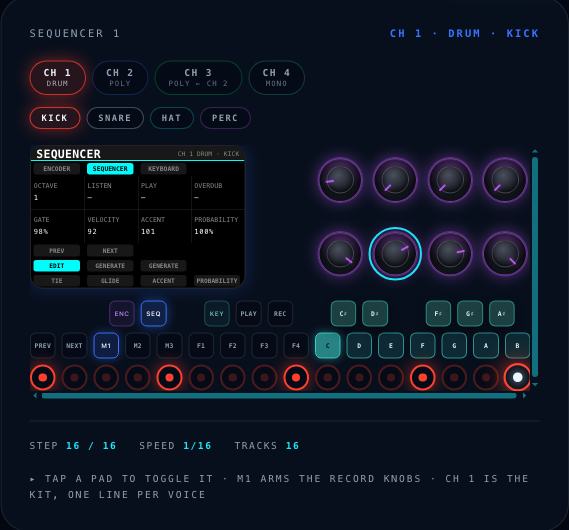 SEQUENCER 1
CH 1 · DRUM · KICK
CH 1 CH 2 CH 3 CH 4
DRUM POLY POLY ← CH 2 MONO
KICK SNARE HAT PERC
SEQUENCER CH 1 DRUM · KICK
ENCODER SEQUENCER KEYBOARD
OCTAVE LISTEN PLAY OVERDUB
1 — — —
GATE VELOCITY ACCENT PROBABILITY
98% 92 101 100%
PREV NEXT
EDIT GENERATE GENERATE
TIE GLIDE ACCENT PROBABILITY
ENC SEQ KEY PLAY REC C♯ D♯ F♯ G♯ A♯
PREV NEXT M1 M2 M3 F1 F2 F3 F4 C D E F G A B
STEP 16 / 16 SPEED 1/16 TRACKS 16
▸ TAP A PAD TO TOGGLE IT · M1 ARMS THE RECORD KNOBS · CH 1 IS THE
KIT, ONE LINE PER VOICE